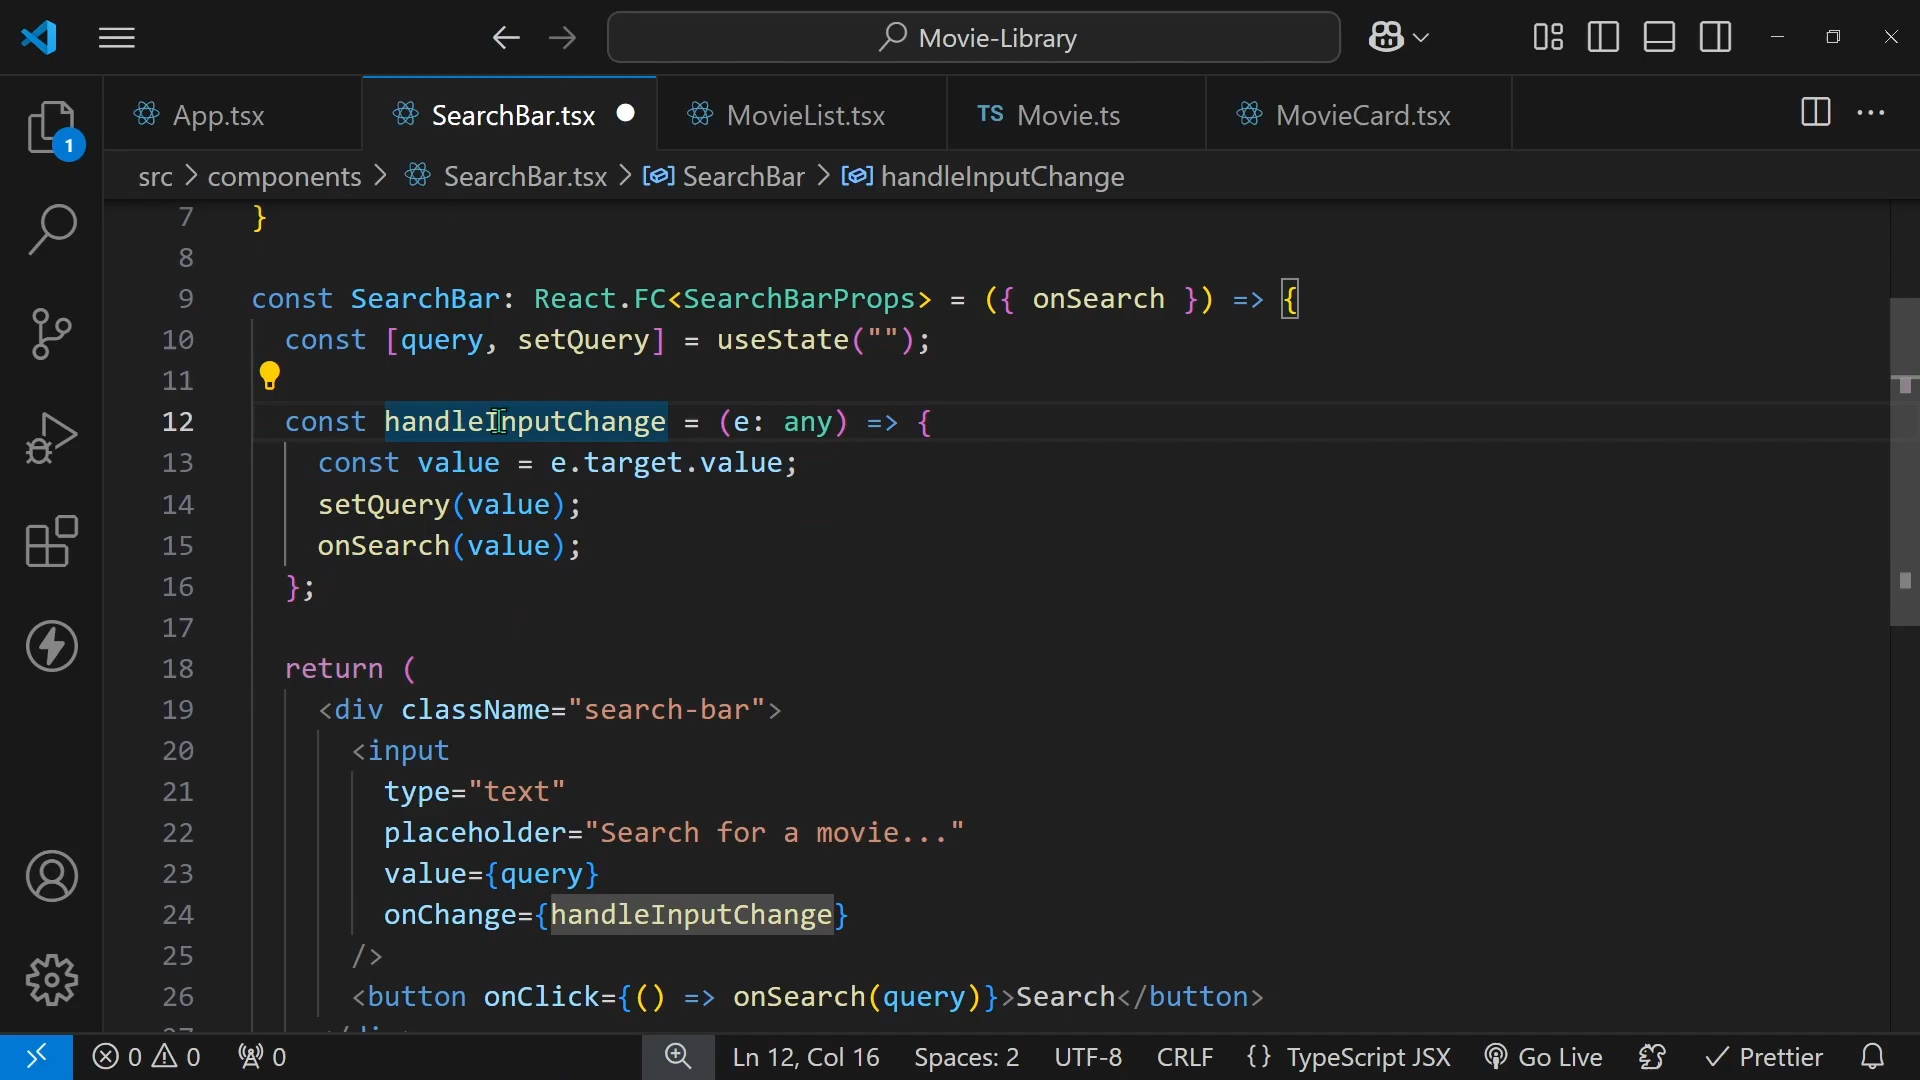 Movie-Library
App.tsx
SearchBar.tsx
MovieList.tsx
TS Movie.ts
MovieCard.tsx
1
src > components > SearchBar.tsx > SearchBar > handleInputChange
7 }
8
9 const SearchBar: React.FC<SearchBarProps> = ({ onSearch }) => {
10 const [query, setQuery] = useState("");
11
12 const handleInputChange = (e: any) => {
13 const value = e.target.value;
14 setQuery(value);
15 onSearch(value);
16 };
17
18 return (
19 <div className="search-bar">
20 <input
21 type="text"
22 placeholder="Search for a movie..."
23 value={query}
24 onChange={handleInputChange}
25 />
26 <button onClick={() => onSearch(query)}>Search</button>
0 0 0 Ln 12, Col 16 Spaces: 2 UTF-8 CRLF {} TypeScript JSX Go Live Prettier